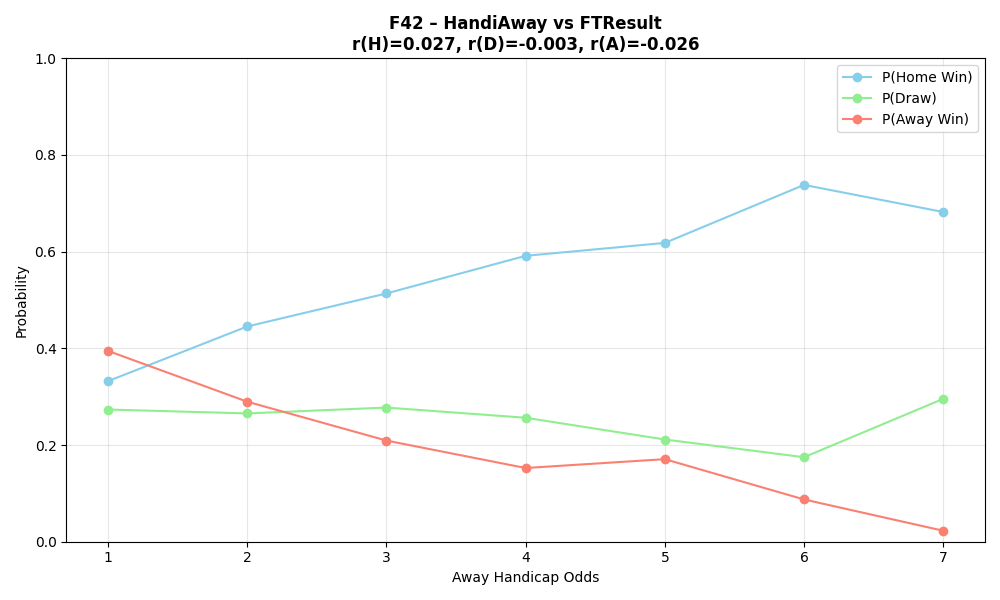 F42 – HandiAway vs FTResult
r(H)=0.027, r(D)=-0.003, r(A)=-0.026
P(Home Win)
P(Draw)
P(Away Win)
Probability
1.0
0.8
0.6
0.4
0.2
0.0
1 2 3 4 5 6 7
Away Handicap Odds